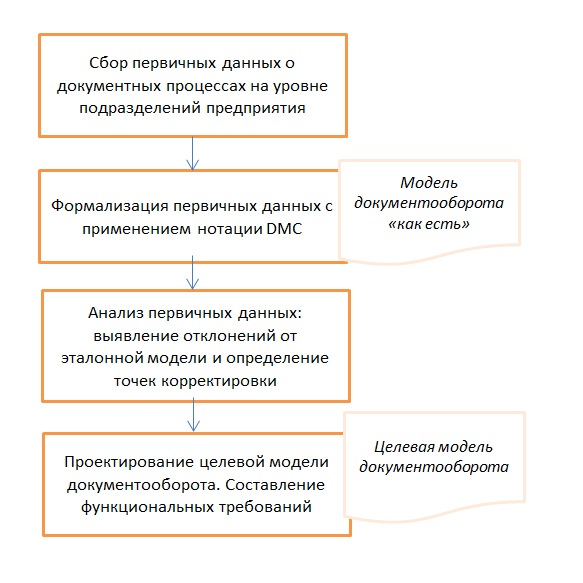 Сбор первичных данных о
документных процессах на уровне
подразделений предприятия
Формализация первичных данных с
применением нотации DMC
Модель
документооборота
«как есть»
Анализ первичных данных:
выявление отклонений от
эталонной модели и определение
точек корректировки
Проектирование целевой модели
документооборота. Составление
функциональных требований
Целевая модель
документооборота